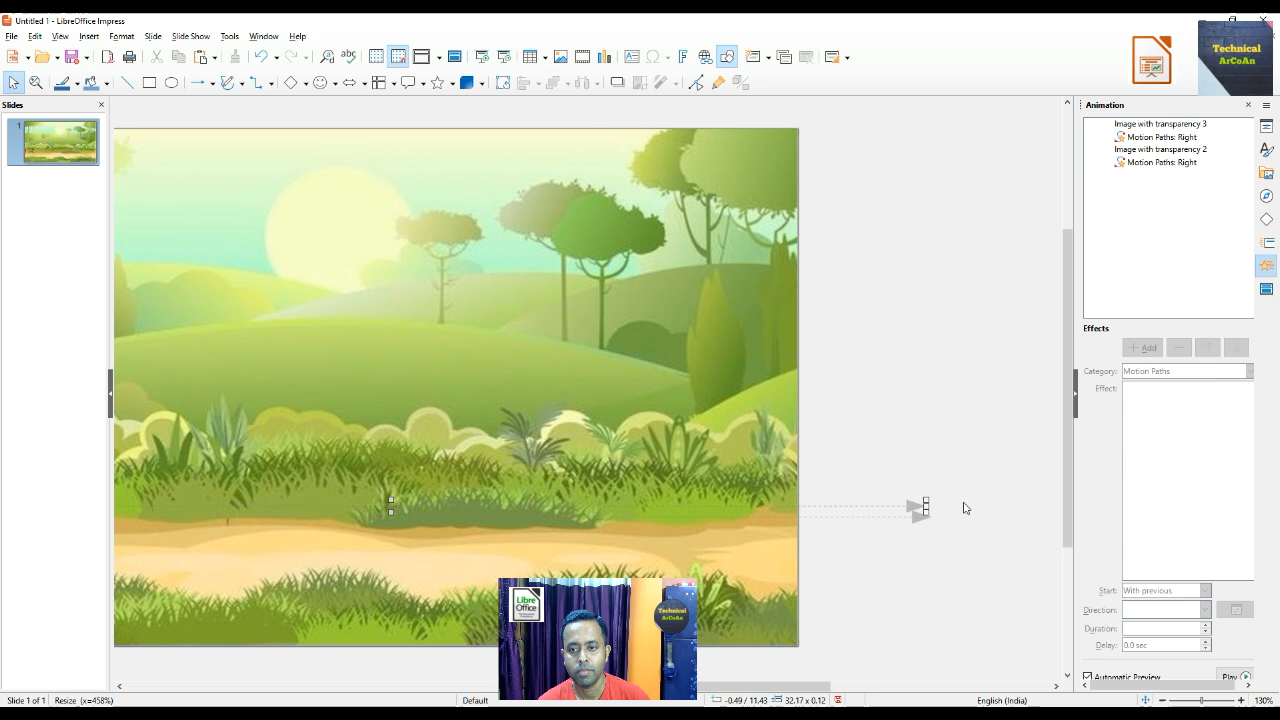 Untitled 1 - LibreOffice Impress
File Edit View Insert Format Slide Slide Show Tools Window Help
Technical
ArCoAn
Slides
1
Animation
Image with transparency 3
Motion Paths: Right
Image with transparency 2
Motion Paths: Right
Effects
Add
Category: Motion Paths
Effect:
Start: With previous
Direction:
Duration:
Delay: 0.0 sec
Automatic Preview
Play
Libre
Office
Technical
ArCoAn
Slide 1 of 1 Resize (x=458%) Default -0.49 / 11.43 32.17 x 0.12 English (India) 130%